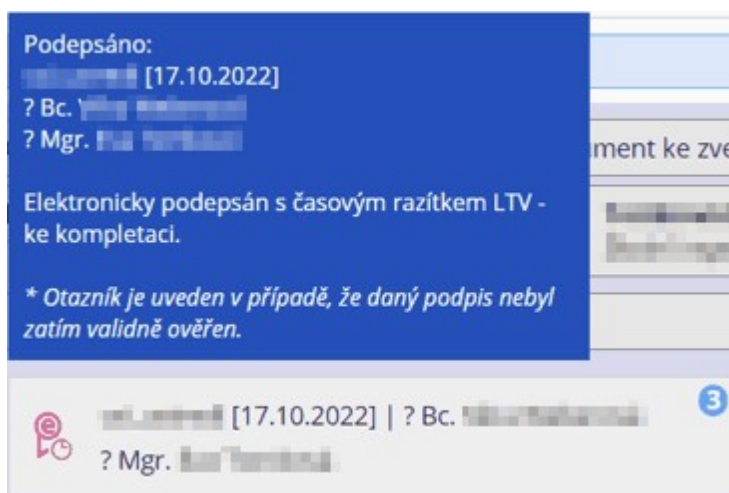 Podepsáno:
[17.10.2022]
? Bc.
? Mgr.
Elektronicky podepsán s časovým razítkem LTV -
ke kompletaci.
* Otazník je uveden v případě, že daný podpis nebyl
zatím validně ověřen.
ument ke zve
[17.10.2022] | ? Bc.
3
? Mgr.